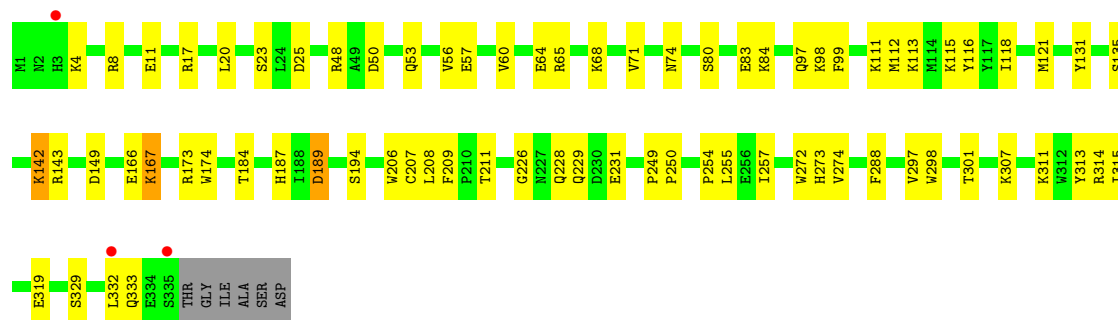 M1 N2 H3 K4 R8 E11 R17 L20 S23 L24 D25 R48 A49 D50 Q53 V56 E57 V60 E64 R65 K68 V71 N74 S80 E83 K84 Q97 K98 F99 K111 M112 K113 M114 K115 Y116 Y117 I118 M121 Y131 S135
K142 R143 D149 E166 K167 R173 W174 T184 H187 I188 D189 S194 W206 C207 L208 F209 P210 T211 G226 N227 Q228 Q229 D230 E231 P249 P250 P254 L255 E256 I257 W272 H273 V274 F288 V297 W298 T301 K307 K311 W312 Y313 R314 I315
E319 S329 L332 Q333 E334 S335 THR GLY ILE ALA SER ASP